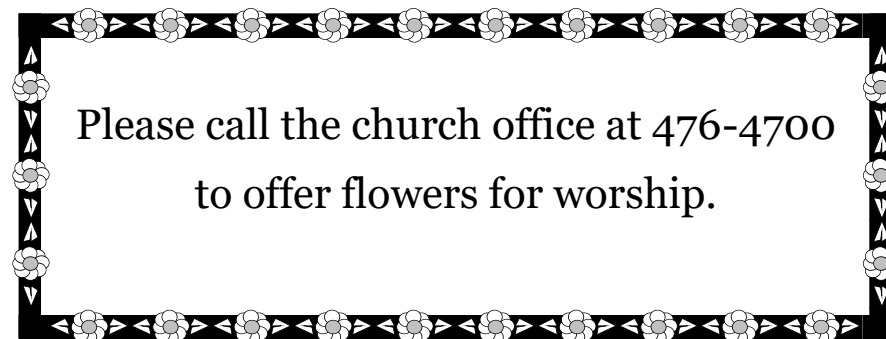 Please call the church office at 476-4700
to offer flowers for worship.